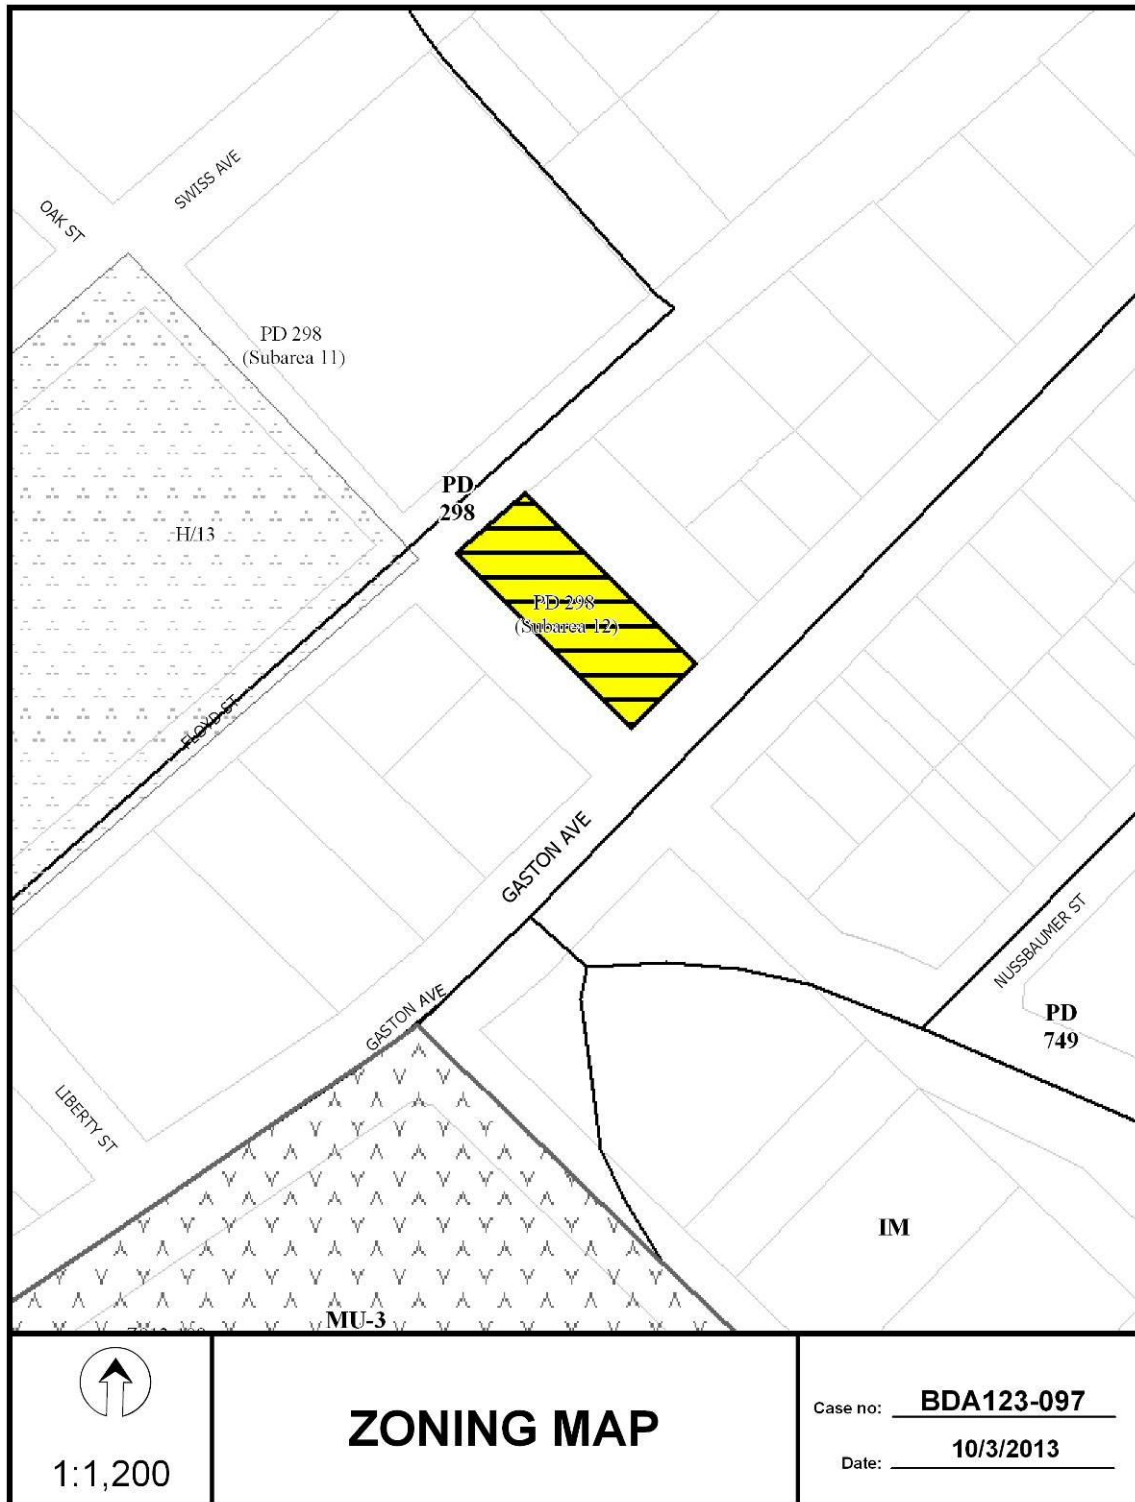 SWISS AVE
OAK ST
PD 298
(Subarea 11)
PD
298
H/13
PD 298
(Subarea 12)
FLOYD ST
GASTON AVE
NUSSBAUMER ST
GASTON AVE
PD
749
LIBERTY ST
IM
MU-3
1:1,200
ZONING MAP
Case no: BDA123-097
Date: 10/3/2013